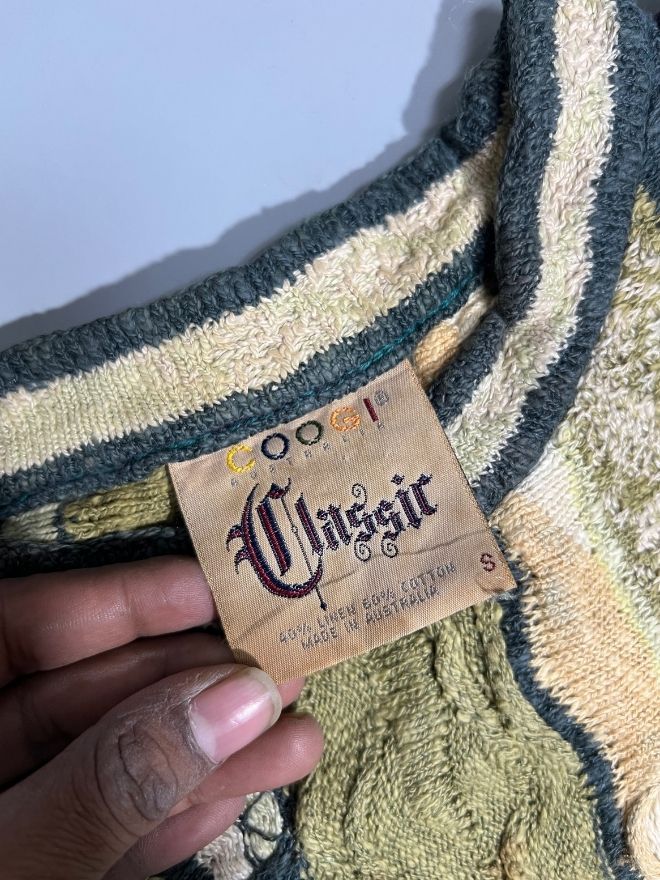 COOGI®
AUSTRALIA
Classic
S
40% LINEN 60% COTTON
MADE IN AUSTRALIA